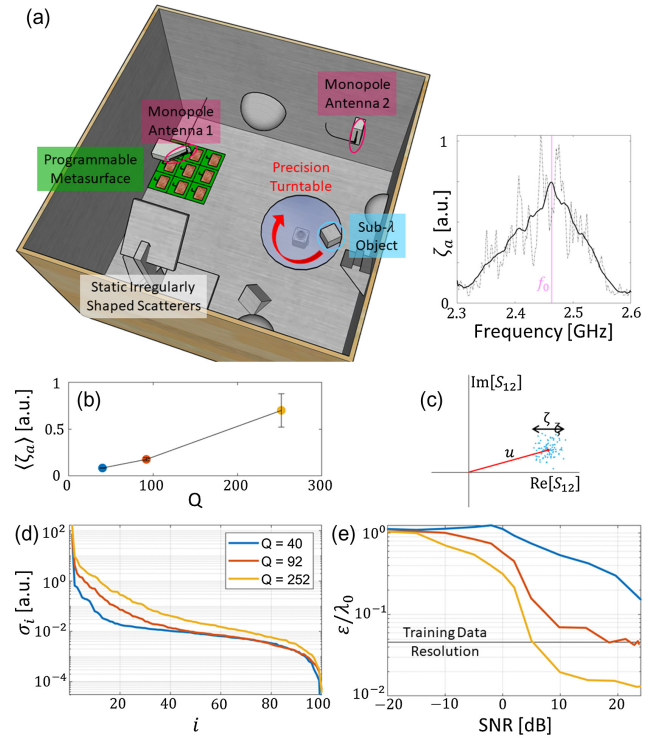 (a)
Monopole
Antenna 2
Monopole
Antenna 1
Programmable
Metasurface
Precision
Turntable
Sub-λ
Object
Static Irregularly
Shaped Scatterers
ζa [a.u.]
1
0
f0
2.3
2.4
2.5
2.6
Frequency [GHz]
(b)
⟨ζa⟩ [a.u.]
1
0.5
0
0
100
200
300
Q
(c)
Im[S12]
ζ
ξ
u
Re[S12]
(d)
σi [a.u.]
10^2
10^0
10^-2
10^-4
Q = 40
Q = 92
Q = 252
20
40
60
80
100
i
(e)
ε/λ0
10^0
10^-1
10^-2
Training Data
Resolution
-20
-10
0
10
20
SNR [dB]